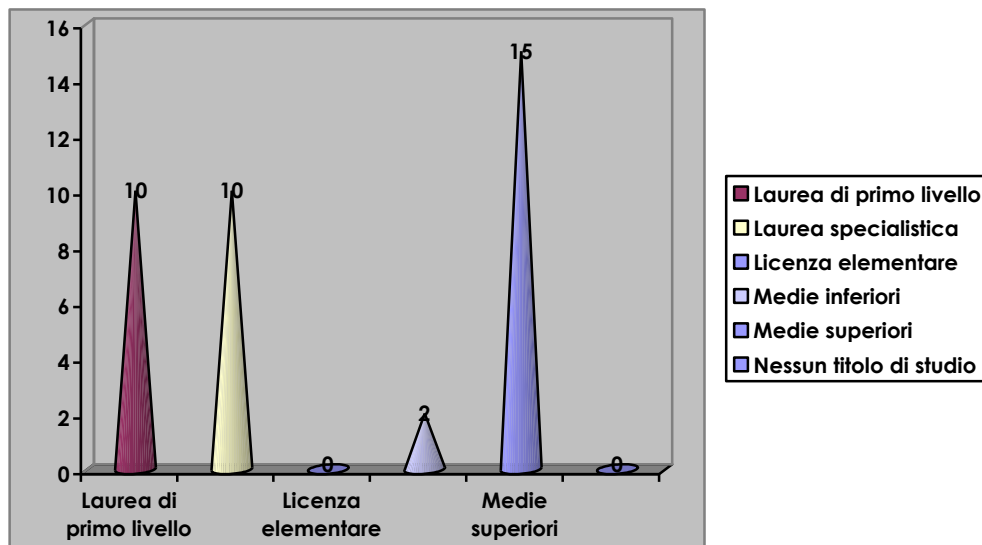 16
14
12
10
8
6
4
2
0
10
10
0
2
15
0
Laurea di
primo livello
Licenza
elementare
Medie
superiori
Laurea di primo livello
Laurea specialistica
Licenza elementare
Medie inferiori
Medie superiori
Nessun titolo di studio